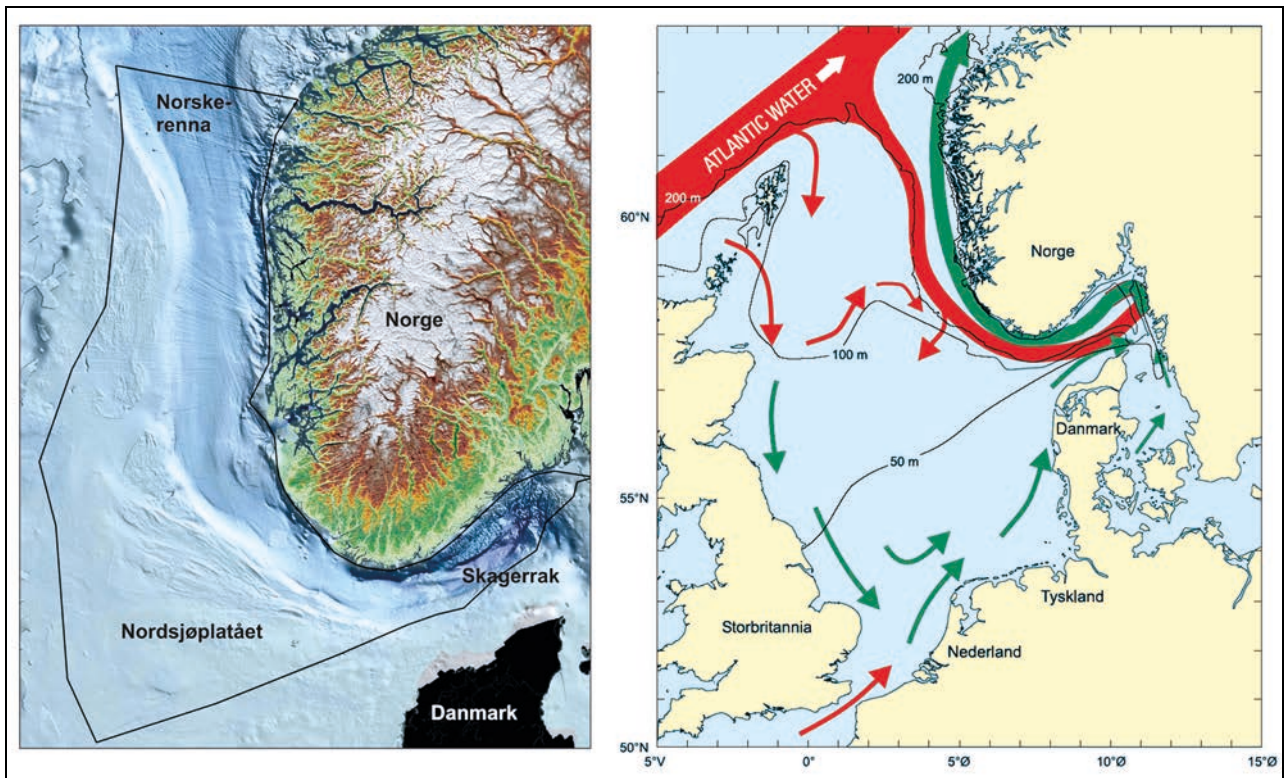 Norske-
renna
Norge
Skagerrak
Nordsjøplatået
Danmark
ATLANTIC WATER
200 m
200 m
60°N
Norge
100 m
Danmark
50 m
55°N
Storbritannia
Tyskland
Nederland
50°N
5°V
0°
5°Ø
10°Ø
15°Ø